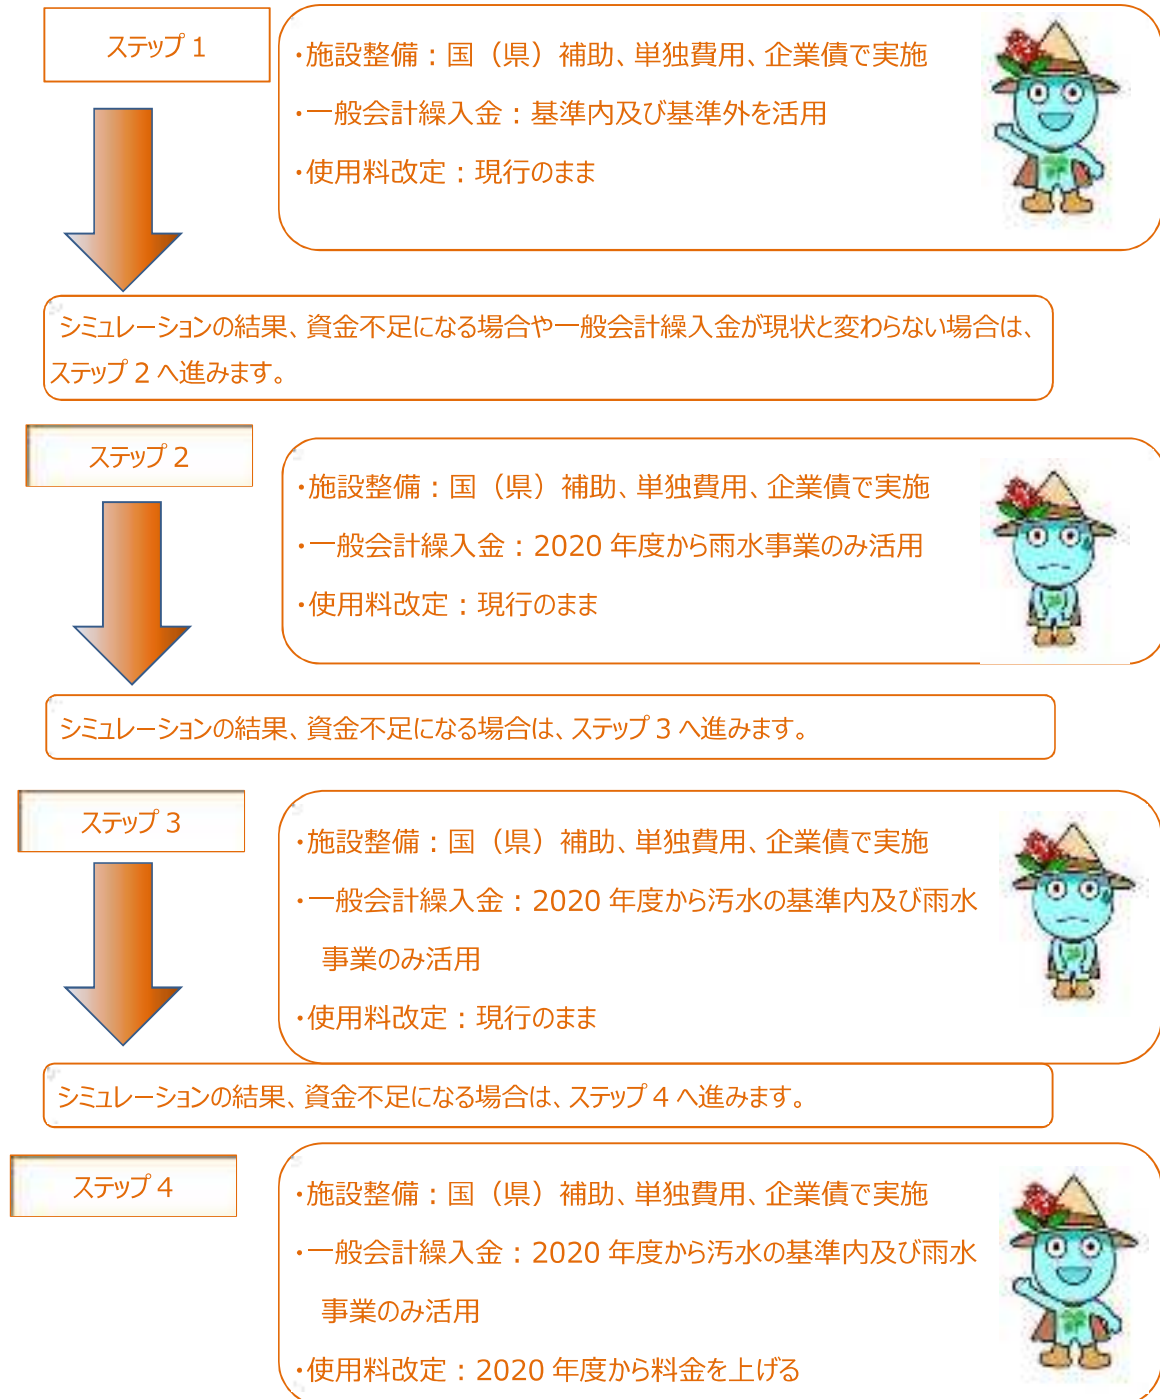 ステップ 1
・施設整備：国（県）補助、単独費用、企業債で実施
・一般会計繰入金：基準内及び基準外を活用
・使用料改定：現行のまま
シミュレーションの結果、資金不足になる場合や一般会計繰入金が現状と変わらない場合は、
ステップ 2 へ進みます。
ステップ 2
・施設整備：国（県）補助、単独費用、企業債で実施
・一般会計繰入金：2020 年度から雨水事業のみ活用
・使用料改定：現行のまま
シミュレーションの結果、資金不足になる場合は、ステップ 3 へ進みます。
ステップ 3
・施設整備：国（県）補助、単独費用、企業債で実施
・一般会計繰入金：2020 年度から汚水の基準内及び雨水
事業のみ活用
・使用料改定：現行のまま
シミュレーションの結果、資金不足になる場合は、ステップ 4 へ進みます。
ステップ 4
・施設整備：国（県）補助、単独費用、企業債で実施
・一般会計繰入金：2020 年度から汚水の基準内及び雨水
事業のみ活用
・使用料改定：2020 年度から料金を上げる